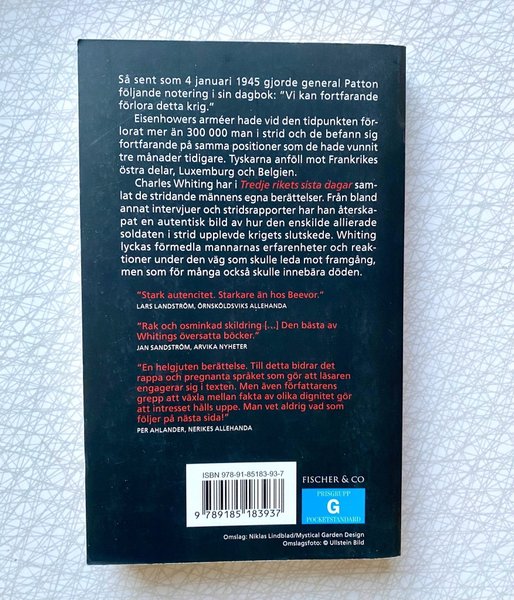 Så sent som 4 januari 1945 gjorde general Patton
följande notering i sin dagbok: "Vi kan fortfarande
förlora detta krig."
Eisenhowers arméer hade vid den tidpunkten för-
lorat mer än 300 000 man i strid och de befann sig
fortfarande på samma positioner som de hade vunnit
tre månader tidigare. Tyskarna anföll mot Frankrikes
östra delar, Luxemburg och Belgien.
Charles Whiting har i Tredje rikets sista dagar sam-
lat de stridande männens egna berättelser. Från bland
annat intervjuer och stridsrapporter har han återska-
pat en autentisk bild av hur den enskilde allierade
soldaten i strid upplevde krigets slutskede. Whiting
lyckas förmedla mannarnas erfarenheter och reak-
tioner under den väg som skulle leda mot framgång,
men som för många också skulle innebära döden.
"Stark autencitet. Starkare än hos Beevor."
LARS LANDSTRÖM, ÖRNSKÖLDSVIKS ALLEHANDA
"Rak och osminkad skildring [...] Den bästa av
Whitings översatta böcker."
JAN SANDSTRÖM, ARVIKA NYHETER
"En helgjuten berättelse. Till detta bidrar det
rappa och pregnanta språket som gör att läsaren
engagerar sig i texten. Men även författarens
grepp att växla mellan fakta av olika dignitet gör
att intresset hålls uppe. Man vet aldrig vad som
följer på nästa sida!"
PER AHLANDER, NERIKES ALLEHANDA
ISBN 978-91-85183-93-7
9 789185 183937
FISCHER & CO
PRISGRUPP
G
POCKETSTANDARD
Omslag: Niklas Lindblad/Mystical Garden Design
Omslagsfoto: © Ullstein Bild